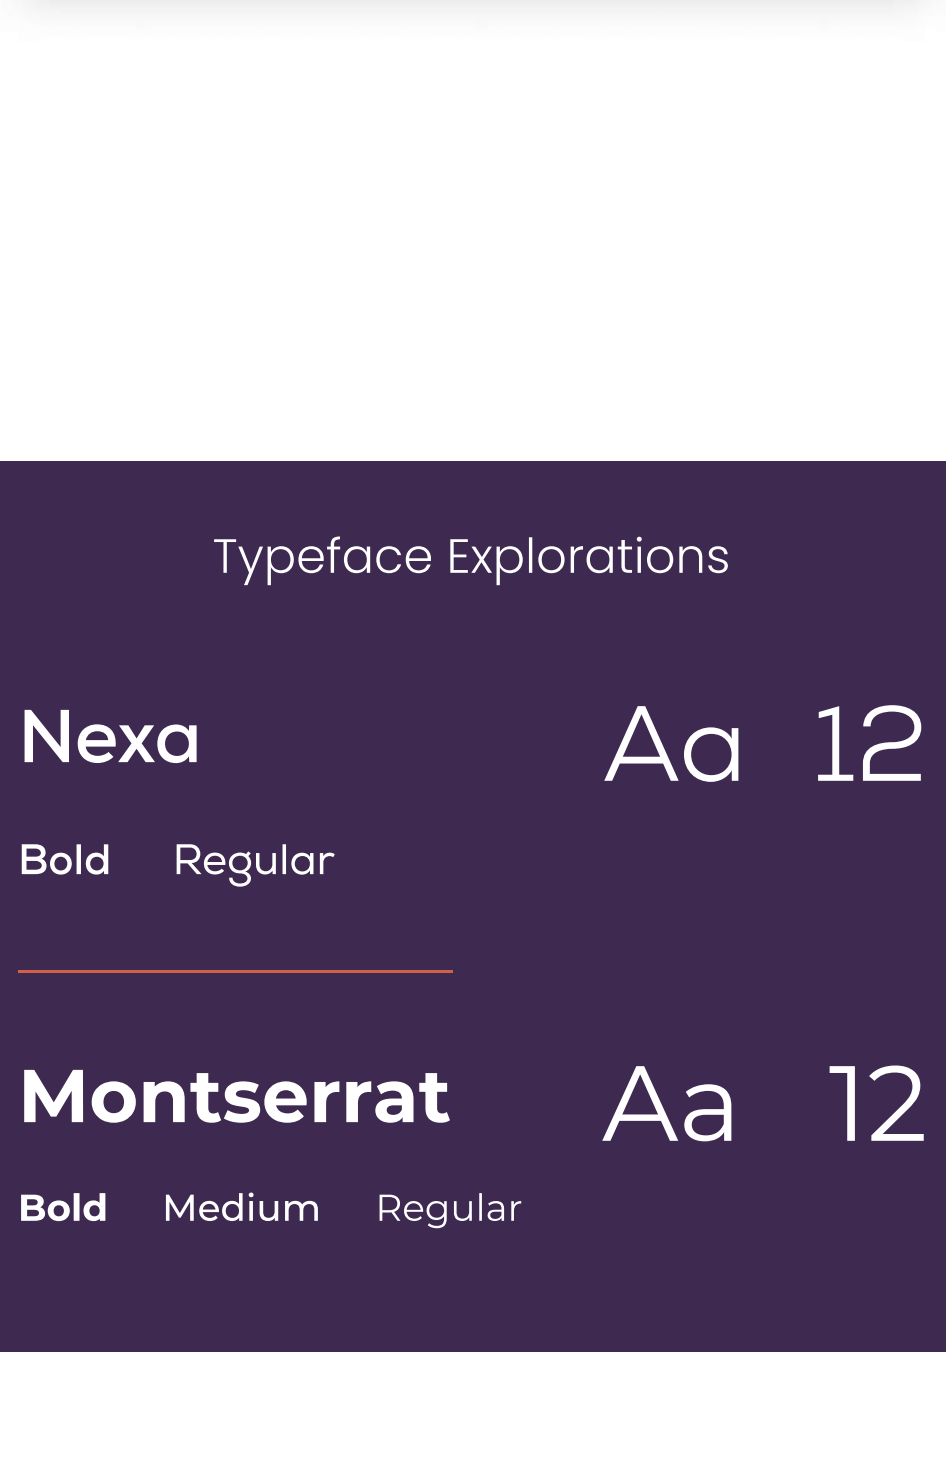 Typeface Explorations
Nexa
Aa 12
Bold Regular
Montserrat
Aa 12
Bold Medium Regular